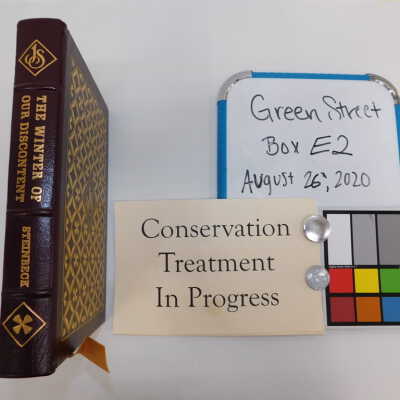 THE WINTER OF
OUR DISCONTENT
STEINBECK
Green Street
Box E2
August 26, 2020
Conservation
Treatment
In Progress